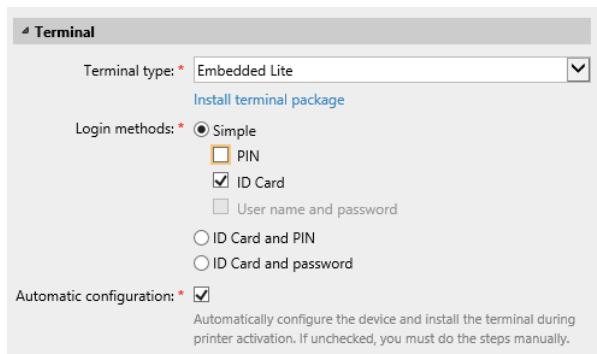 Terminal
Terminal type: * Embedded Lite
Install terminal package
Login methods: * Simple
PIN
ID Card
User name and password
ID Card and PIN
ID Card and password
Automatic configuration: *
Automatically configure the device and install the terminal during
printer activation. If unchecked, you must do the steps manually.